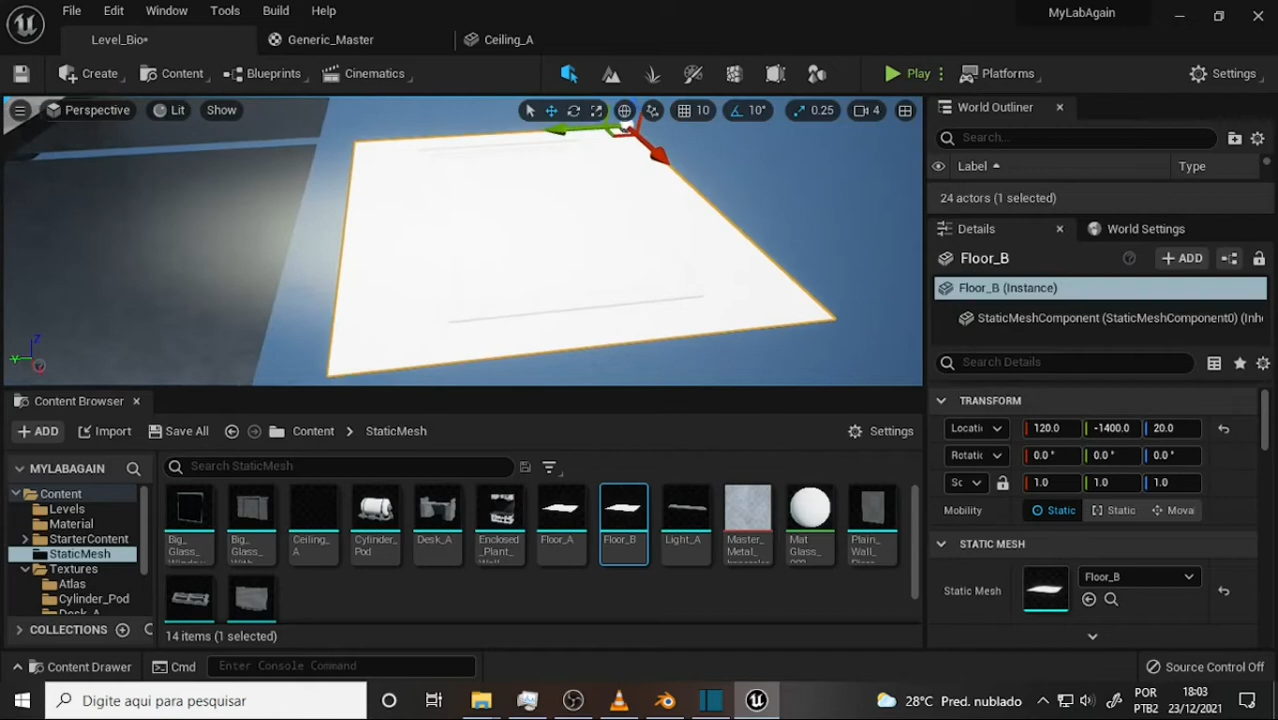 File Edit Window Tools Build Help MyLabAgain
Level_Bio* Generic_Master Ceiling_A
Create Content Blueprints Cinematics Play Platforms Settings
Perspective Lit Show 10 10° 0.25 4
World Outliner
Search...
Label Type
24 actors (1 selected)
Details World Settings
Floor_B ADD
Floor_B (Instance)
StaticMeshComponent (StaticMeshComponent0) (Inh
Search Details
TRANSFORM
Locatic 120.0 -1400.0 20.0
Rotatic 0.0 ° 0.0 ° 0.0 °
Sc 1.0 1.0 1.0
Mobility Static Static Mova
STATIC MESH
Static Mesh Floor_B
Z
Y
Content Browser
ADD Import Save All Content StaticMesh Settings
MYLABAGAIN Search StaticMesh
Content
Levels
Material
StarterContent
StaticMesh
Textures
Atlas
Cylinder_Pod
Desk_A
COLLECTIONS
Big_ Glass_ Window
Big_ Glass_ With
Ceiling_ A
Cylinder_ Pod
Desk_A
Enclosed _Plant_ Wall
Floor_A
Floor_B
Light_A
Master_ Metal_
Mat Glass_
Plain_ Wall_
14 items (1 selected)
Content Drawer Cmd Enter Console Command Source Control Off
Digite aqui para pesquisar 28°C Pred. nublado POR PTB2 18:03 23/12/2021